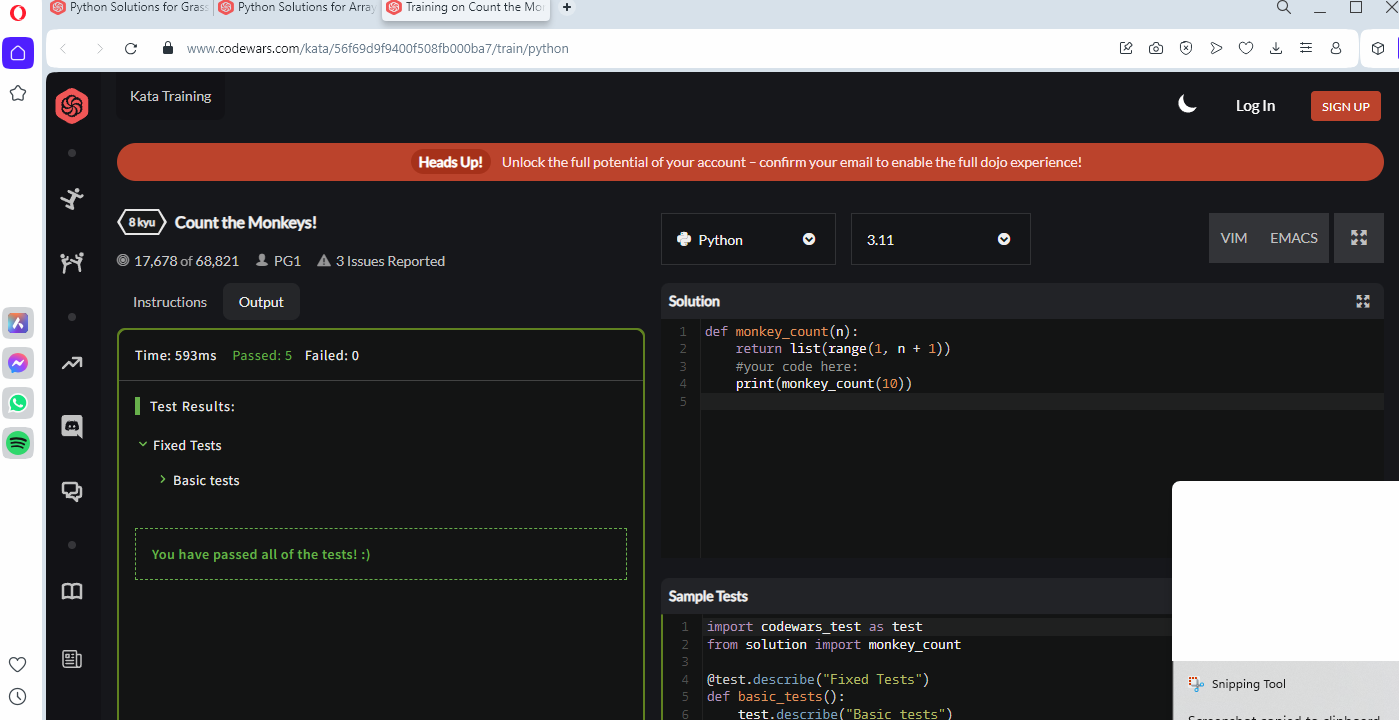 Python Solutions for Grass
Python Solutions for Array
Training on Count the Mo
www.codewars.com/kata/56f69d9f9400f508fb000ba7/train/python
Kata Training
Log In
SIGN UP
Heads Up! Unlock the full potential of your account – confirm your email to enable the full dojo experience!
8 kyu Count the Monkeys!
17,678 of 68,821 PG1 3 Issues Reported
Python
3.11
VIM EMACS
Instructions Output
Time: 593ms Passed: 5 Failed: 0
Test Results:
Fixed Tests
Basic tests
You have passed all of the tests! :)
Solution
1 def monkey_count(n):
2 return list(range(1, n + 1))
3 #your code here:
4 print(monkey_count(10))
5
Sample Tests
1 import codewars_test as test
2 from solution import monkey_count
3
4 @test.describe("Fixed Tests")
5 def basic_tests():
6 test.describe("Basic tests")
Snipping Tool
Screenshot copied to clipboard